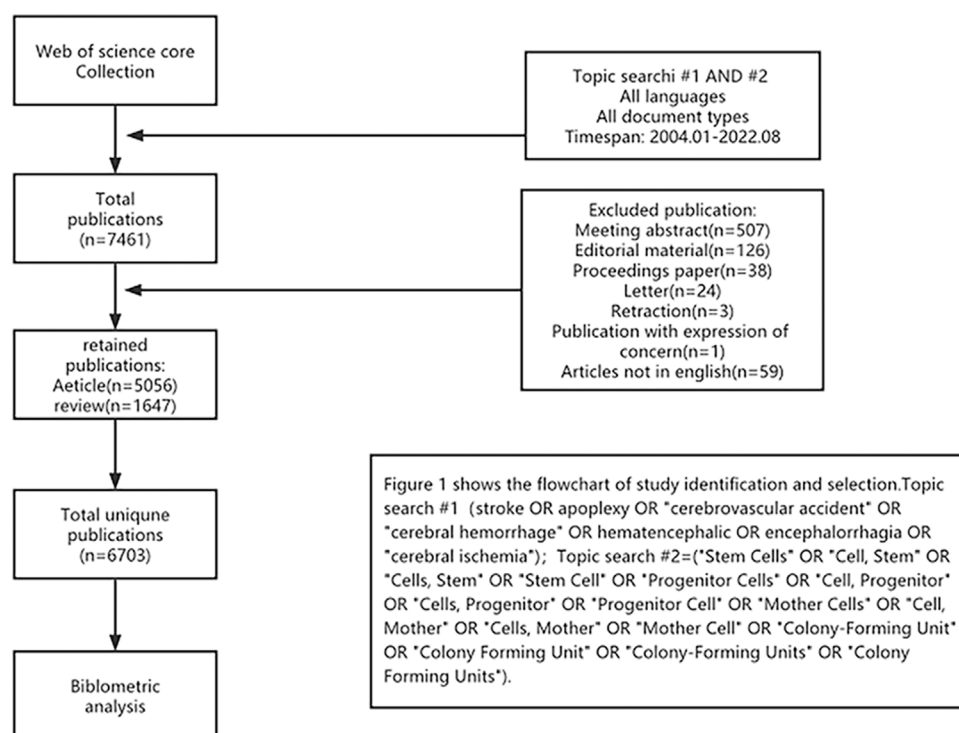 Web of science core
Collection
Topic searchi #1 AND #2
All languages
All document types
Timespan: 2004.01-2022.08
Total
publications
(n=7461)
Excluded publication:
Meeting abstract(n=507)
Editorial material(n=126)
Proceedings paper(n=38)
Letter(n=24)
Retraction(n=3)
Publication with expression of
concern(n=1)
Articles not in english(n=59)
retained
publications:
Aeticle(n=5056)
review(n=1647)
Total uniqune
publications
(n=6703)
Biblometric
analysis
Figure 1 shows the flowchart of study identification and selection.Topic
search #1  (stroke OR apoplexy OR "cerebrovascular accident" OR
"cerebral hemorrhage" OR hematencephalic OR encephalorrhagia OR
"cerebral ischemia");  Topic search #2=("Stem Cells" OR "Cell, Stem" OR
"Cells, Stem" OR "Stem Cell" OR "Progenitor Cells" OR "Cell, Progenitor"
OR "Cells, Progenitor" OR "Progenitor Cell" OR "Mother Cells" OR "Cell,
Mother" OR "Cells, Mother" OR "Mother Cell" OR "Colony-Forming Unit"
OR "Colony Forming Unit" OR "Colony-Forming Units" OR "Colony
Forming Units").